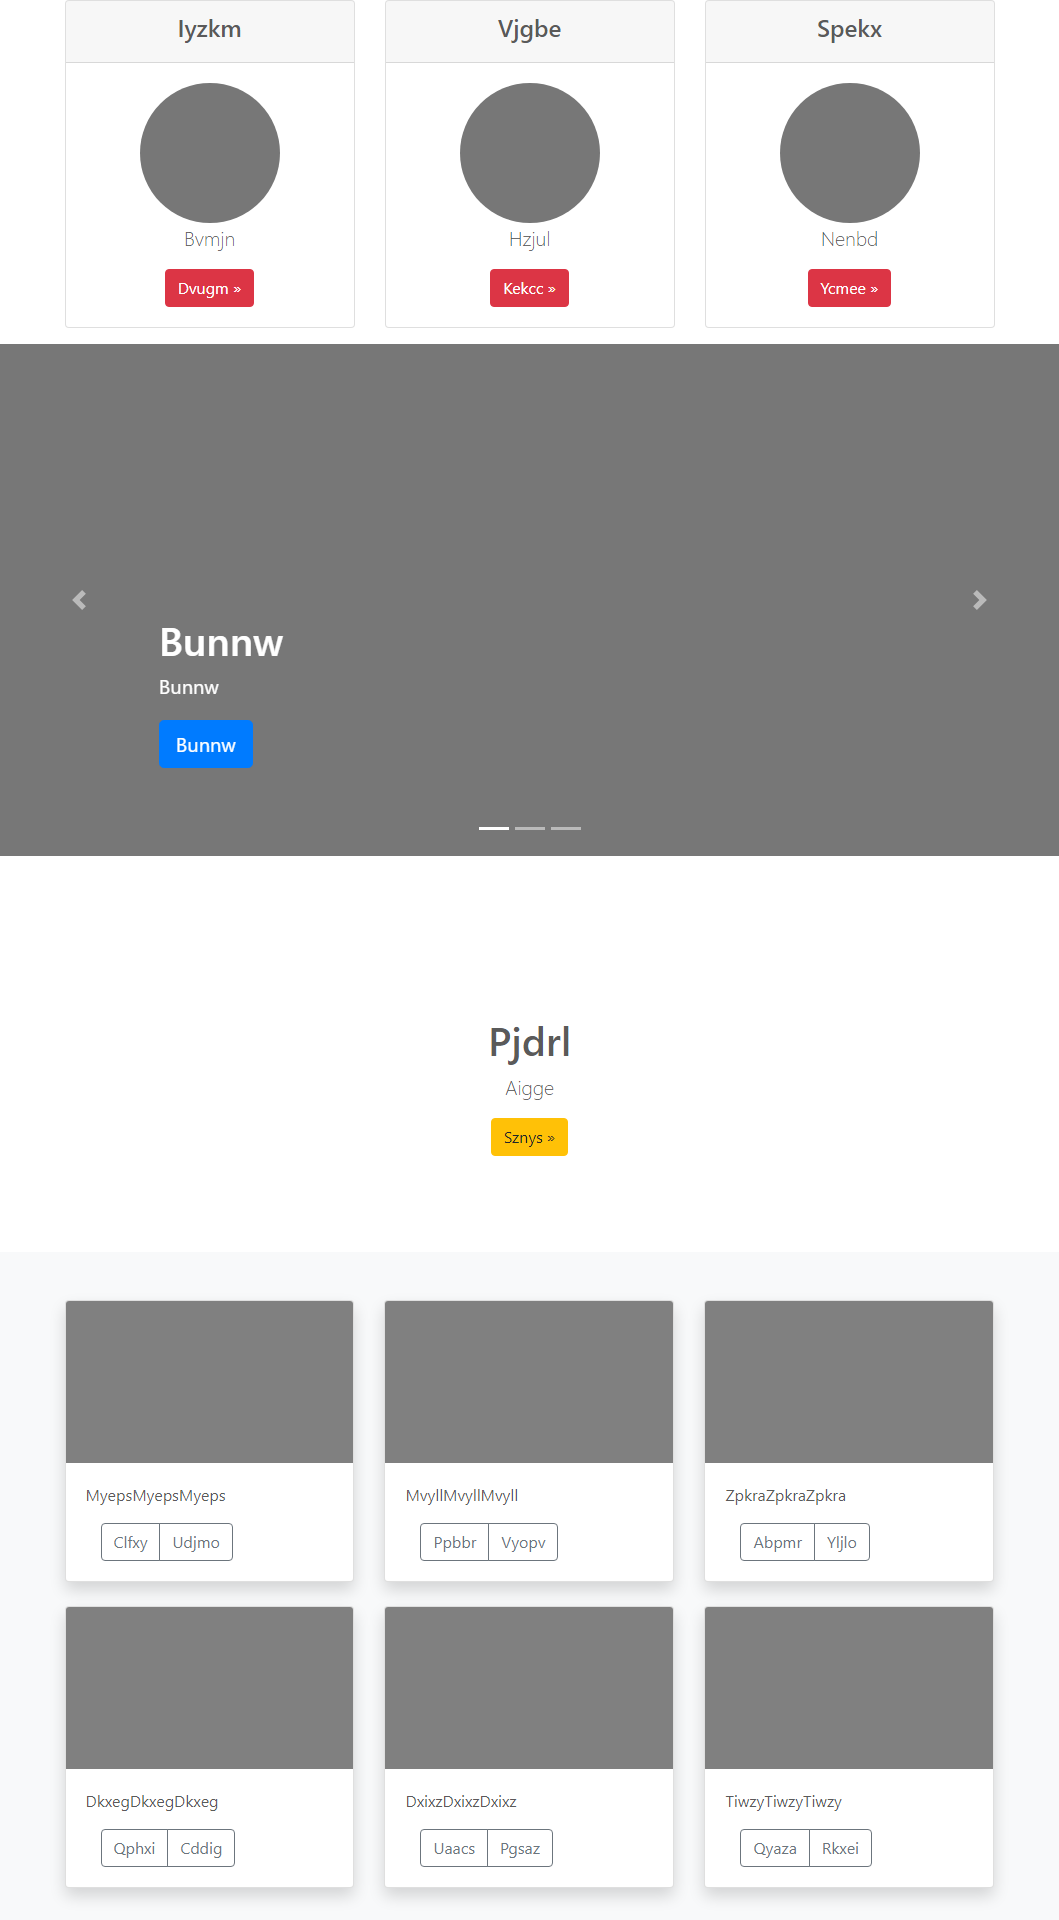 Iyzkm
Vjgbe
Spekx
Bvmjn
Hzjul
Nenbd
Dvugm »
Kekcc »
Ycmee »
Bunnw
Bunnw
Bunnw
Pjdrl
Aigge
Sznys »
MyepsMyepsMyeps
MvyllMvyllMvyll
ZpkraZpkraZpkra
Clfxy Udjmo
Ppbbr Vyopv
Abpmr Yljlo
DkxegDkxegDkxeg
DxixzDxixzDxixz
TiwzyTiwzyTiwzy
Qphxi Cddig
Uaacs Pgsaz
Qyaza Rkxei